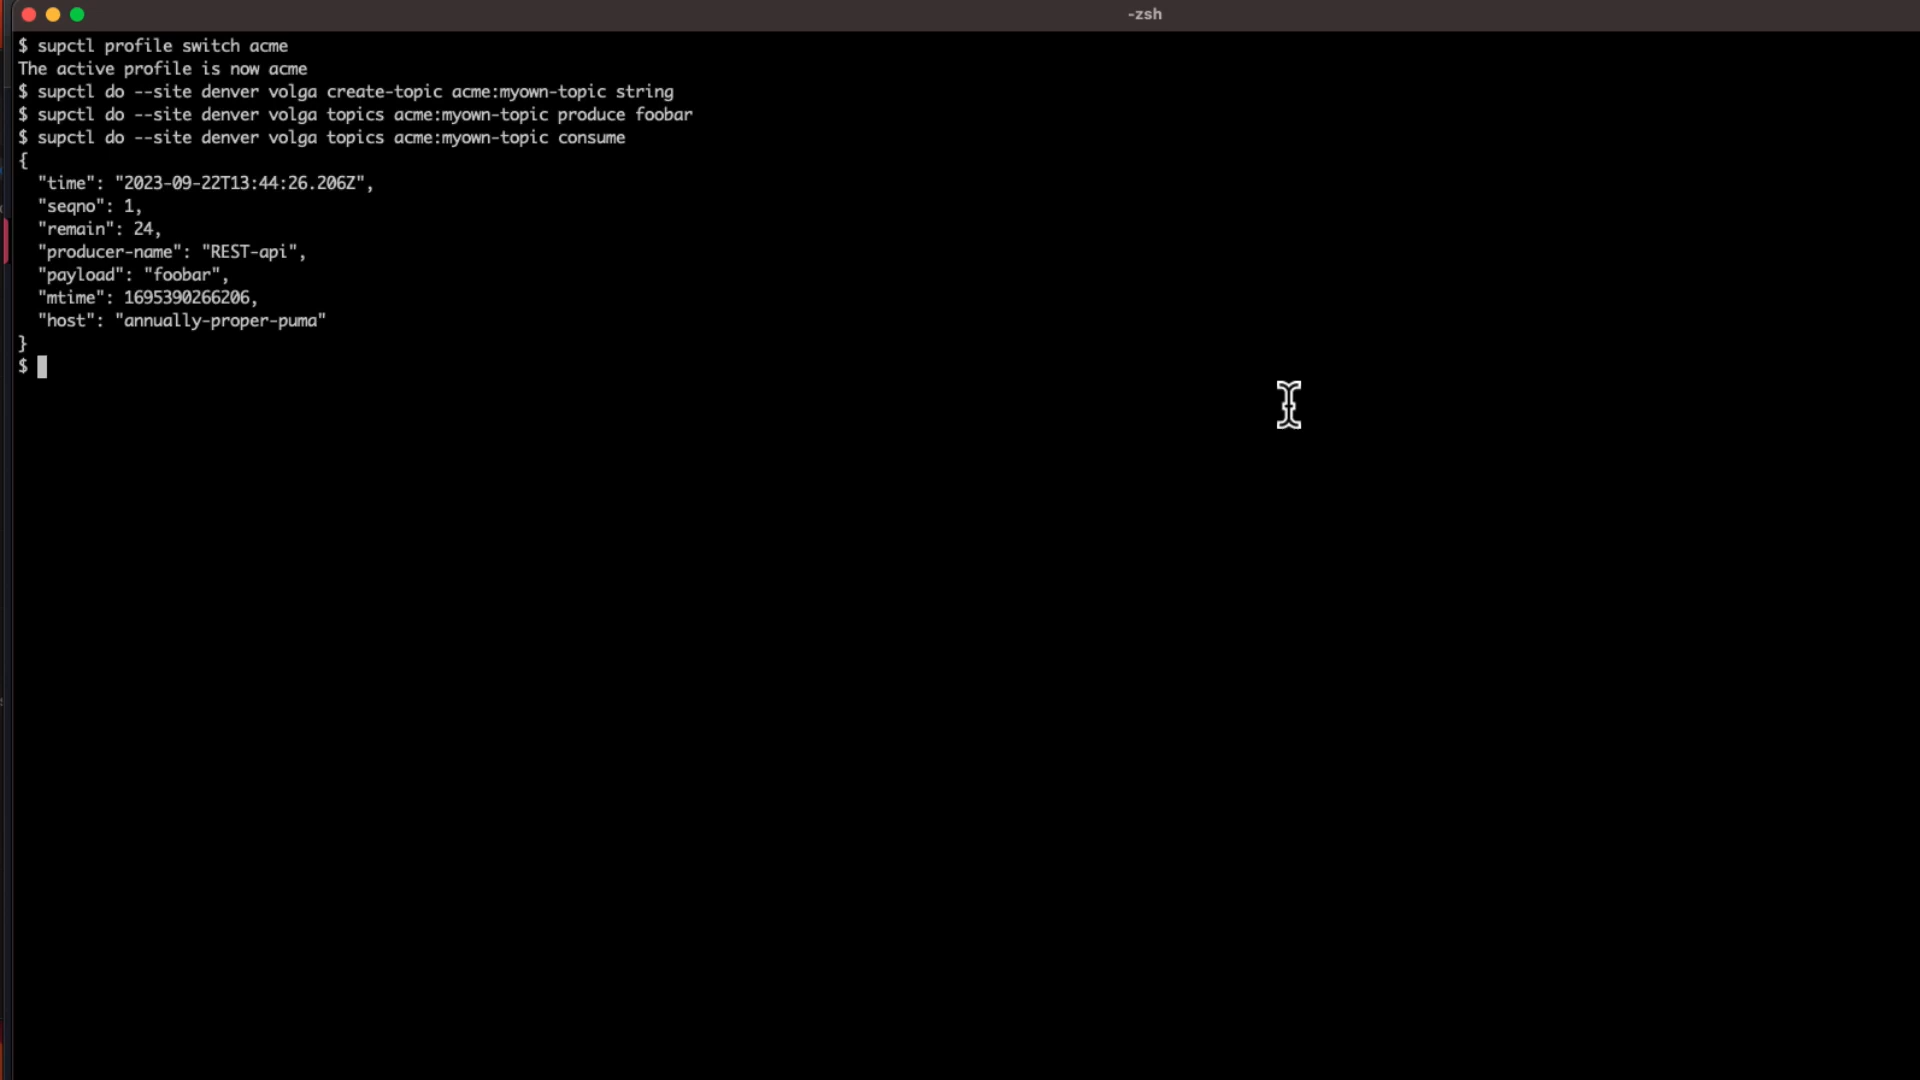 -zsh
$ supctl profile switch acme
The active profile is now acme
$ supctl do --site denver volga create-topic acme:myown-topic string
$ supctl do --site denver volga topics acme:myown-topic produce foobar
$ supctl do --site denver volga topics acme:myown-topic consume
{
  "time": "2023-09-22T13:44:26.206Z",
  "seqno": 1,
  "remain": 24,
  "producer-name": "REST-api",
  "payload": "foobar",
  "mtime": 1695390266206,
  "host": "annually-proper-puma"
}
$